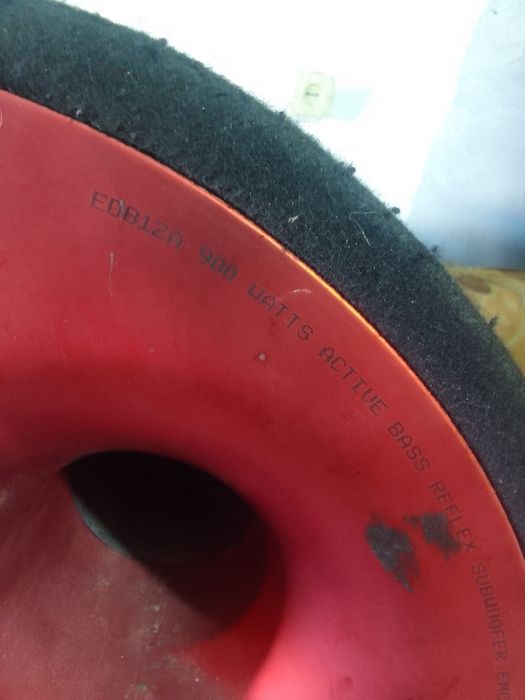 EDB12A 900 WATTS ACTIVE BASS REFLEX SUBWOOFER